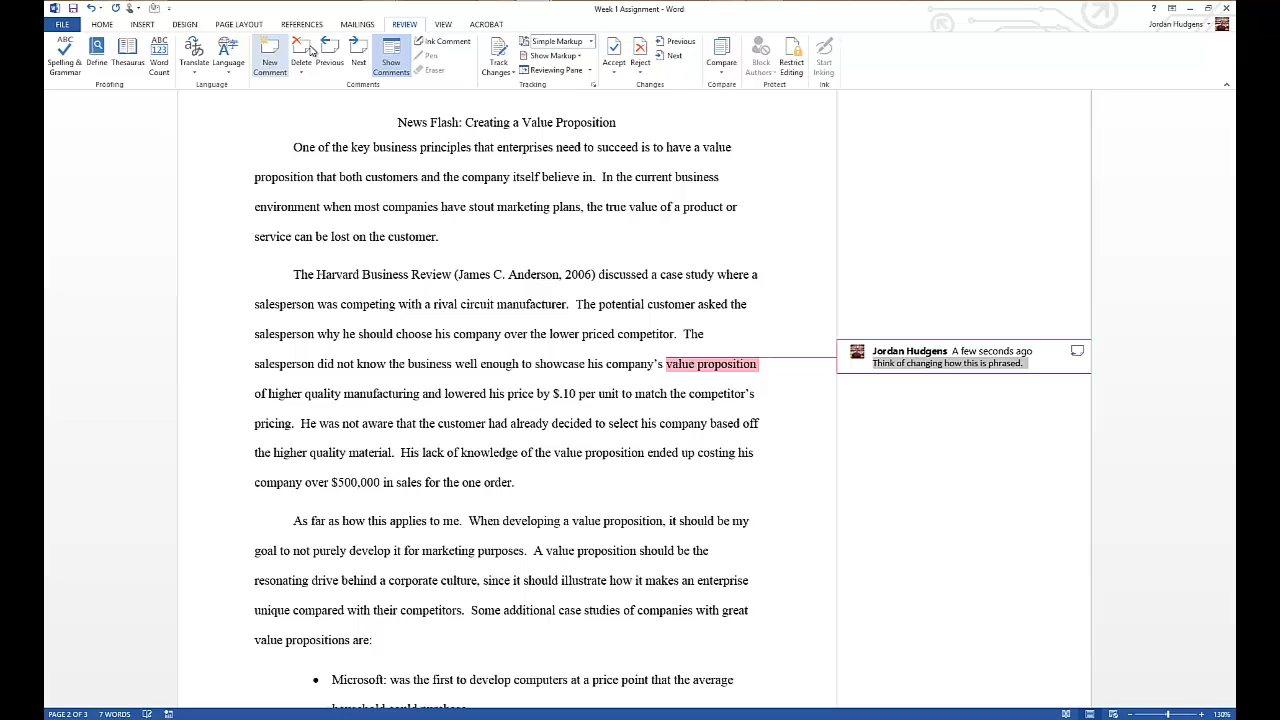 Week 1 Assignment - Word
FILE HOME INSERT DESIGN PAGE LAYOUT REFERENCES MAILINGS REVIEW VIEW ACROBAT Jordan Hudgens
Spelling & Grammar Define Thesaurus Word Count Translate Language New Comment Delete Previous Next Show Comments Ink Comment Pen Eraser Track Changes Simple Markup Show Markup Reviewing Pane Accept Reject Previous Next Compare Block Authors Restrict Editing Start Inking
Proofing Language Comments Tracking Changes Compare Protect Ink
News Flash: Creating a Value Proposition
One of the key business principles that enterprises need to succeed is to have a value
proposition that both customers and the company itself believe in. In the current business
environment when most companies have stout marketing plans, the true value of a product or
service can be lost on the customer.
The Harvard Business Review (James C. Anderson, 2006) discussed a case study where a
salesperson was competing with a rival circuit manufacturer. The potential customer asked the
salesperson why he should choose his company over the lower priced competitor. The
salesperson did not know the business well enough to showcase his company's value proposition
of higher quality manufacturing and lowered his price by $.10 per unit to match the competitor's
pricing. He was not aware that the customer had already decided to select his company based off
the higher quality material. His lack of knowledge of the value proposition ended up costing his
company over $500,000 in sales for the one order.
Jordan Hudgens A few seconds ago
Think of changing how this is phrased.
As far as how this applies to me. When developing a value proposition, it should be my
goal to not purely develop it for marketing purposes. A value proposition should be the
resonating drive behind a corporate culture, since it should illustrate how it makes an enterprise
unique compared with their competitors. Some additional case studies of companies with great
value propositions are:
• Microsoft: was the first to develop computers at a price point that the average
household could purchase
PAGE 2 OF 3 7 WORDS 130%